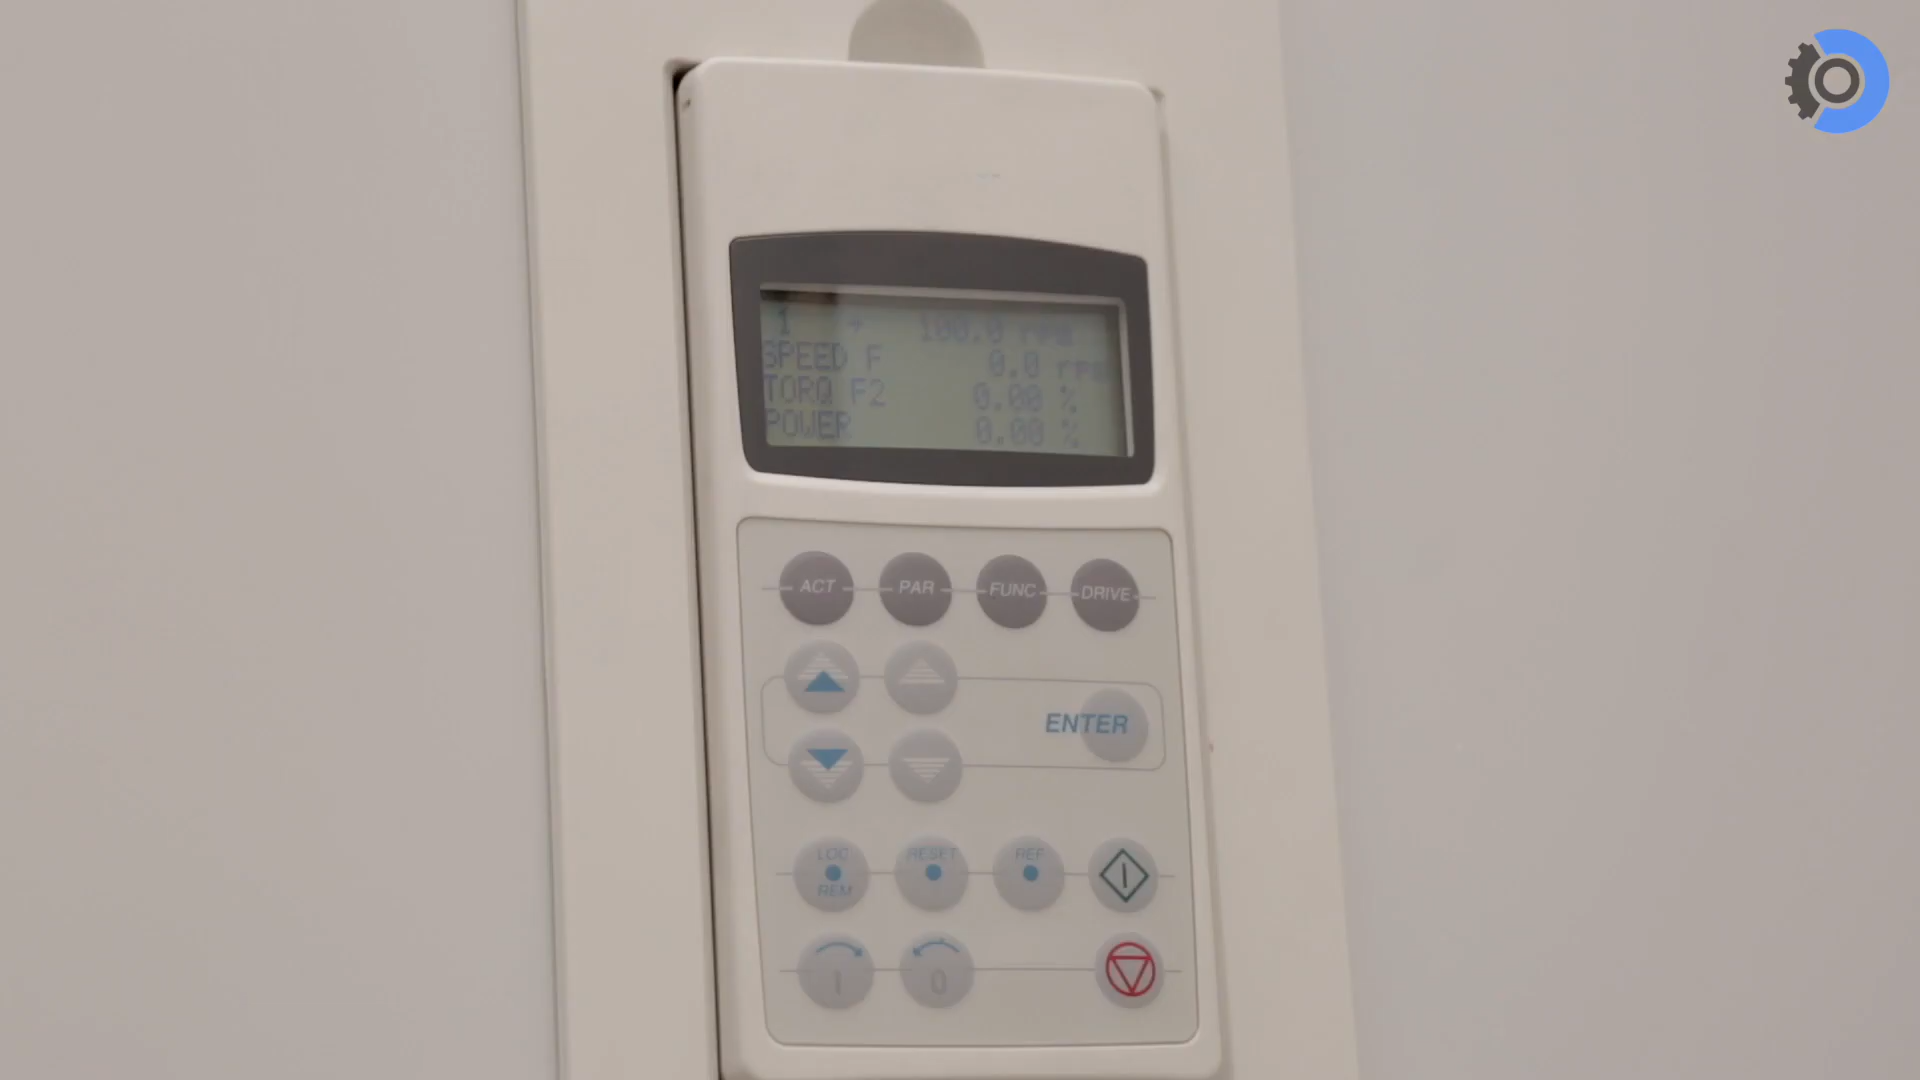 1 → 100.0 rpm
SPEED F 0.0 rpm
TORQ F2 0.00 %
POWER 0.00 %
ACT PAR FUNC DRIVE
ENTER
LOC RESET REF
REM
I 0